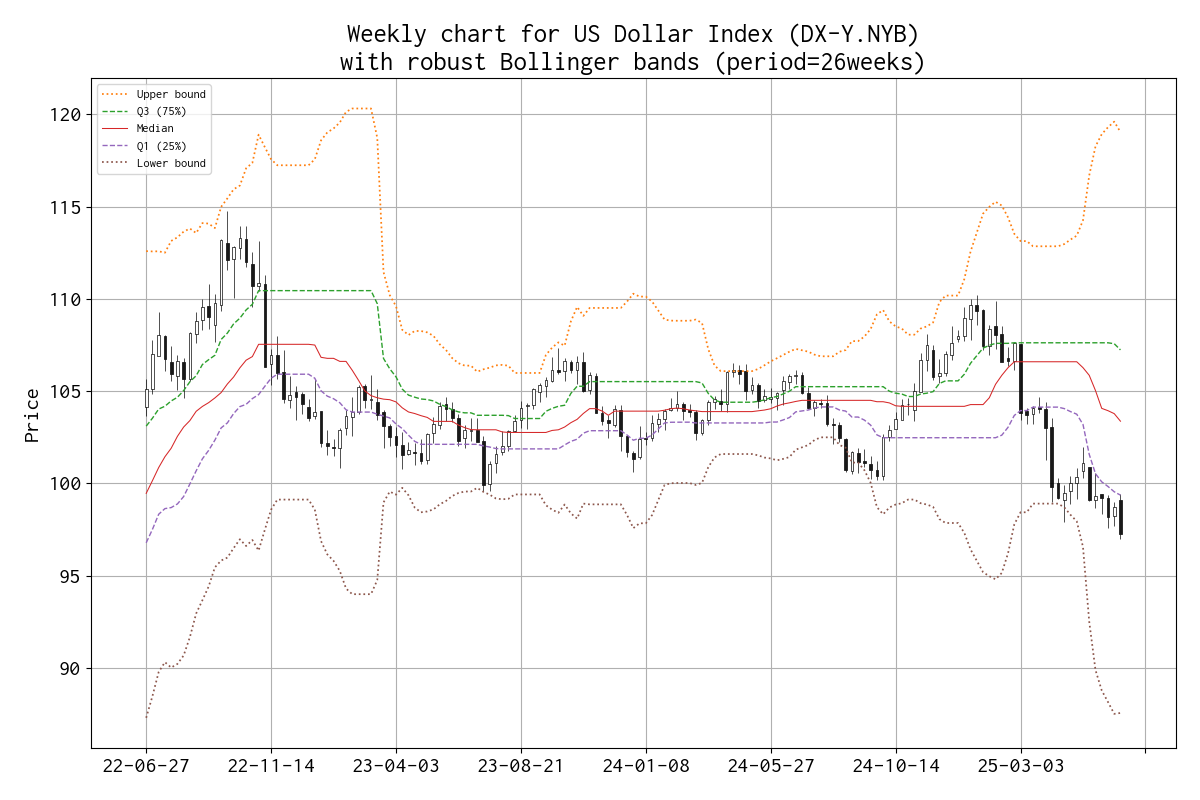 Weekly chart for US Dollar Index (DX-Y.NYB)
with robust Bollinger bands (period=26weeks)
Upper bound
Q3 (75%)
Median
Q1 (25%)
Lower bound
Price
120
115
110
105
100
95
90
22-06-27
22-11-14
23-04-03
23-08-21
24-01-08
24-05-27
24-10-14
25-03-03